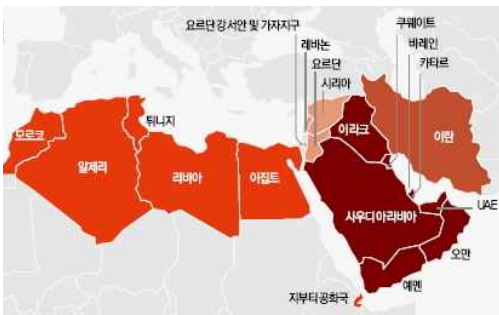 요르단강서안 및 가자지구
쿠웨이트
레바논
바레인
요르단
카타르
시리아
튀니지
모로코
이라크
이란
알제리
리비아
이집트
사우디아라비아
UAE
오만
예멘
지부티공화국